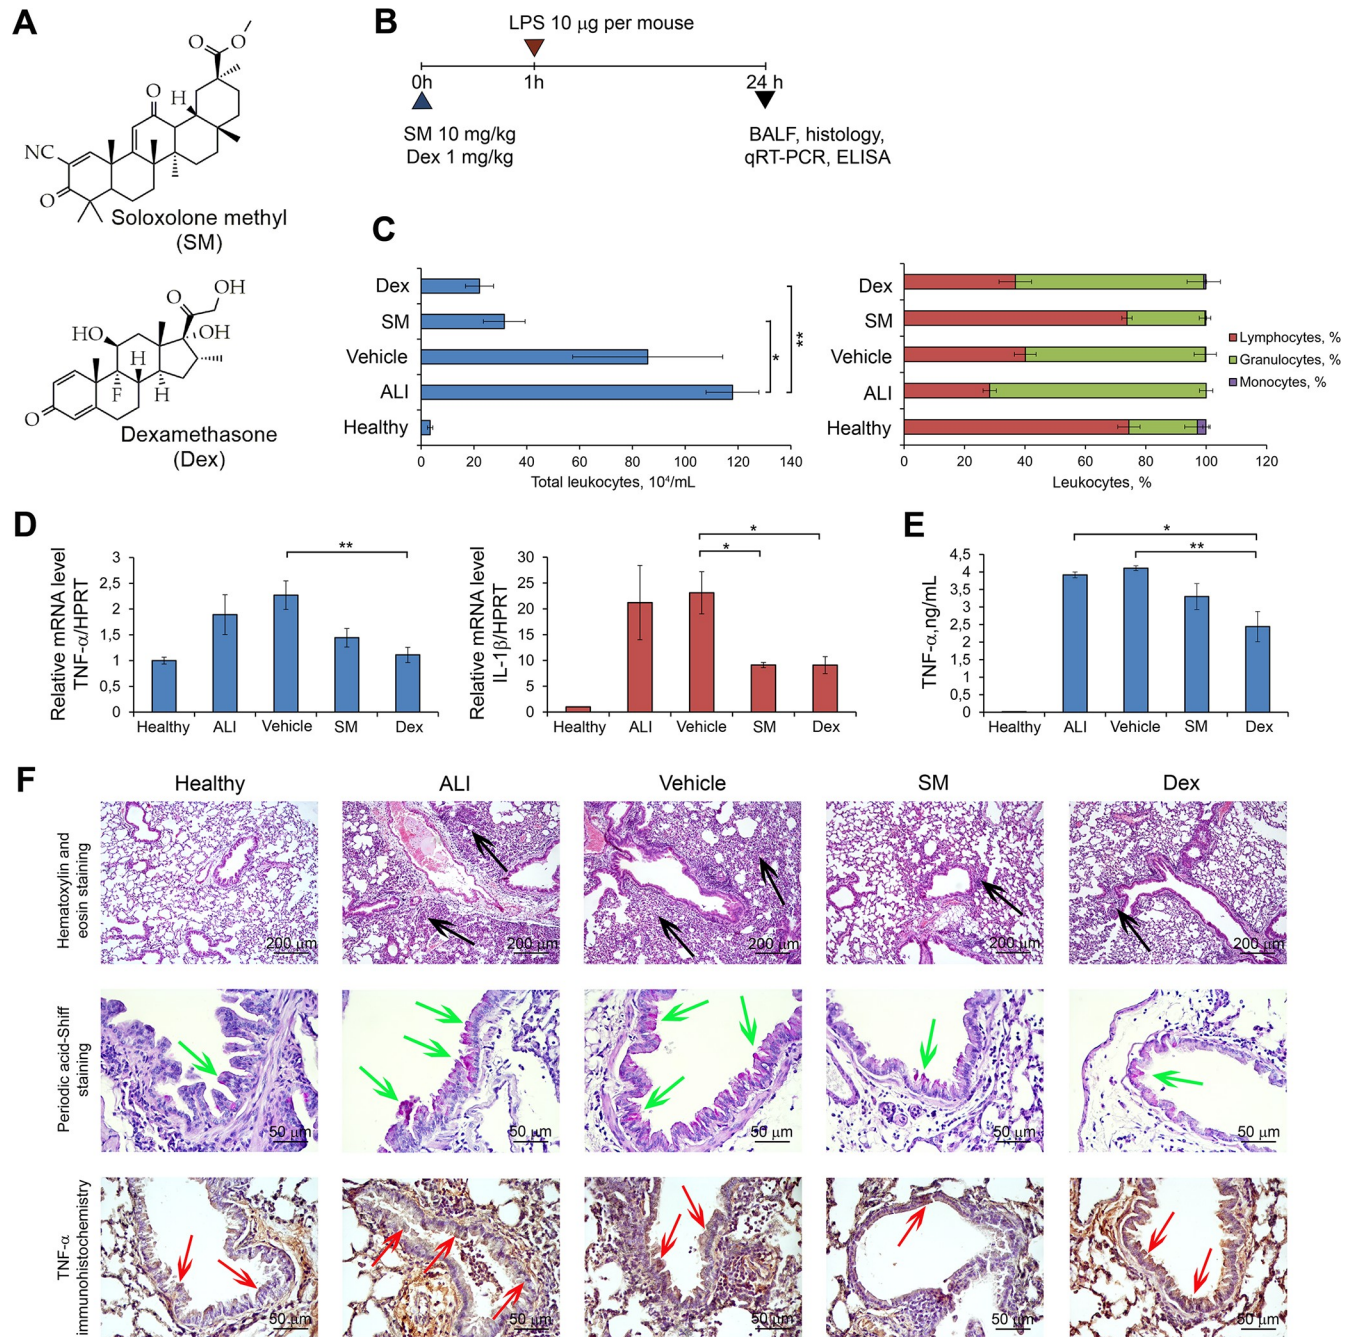 A
O
O
O
H
NC
O
Soloxolone methyl
(SM)
OH
O
HO
OH
H
F
H
O
Dexamethasone
(Dex)
B
LPS 10 µg per mouse
0h
1h
24 h
SM 10 mg/kg
Dex 1 mg/kg
BALF, histology,
qRT-PCR, ELISA
C
Dex
SM
Vehicle
ALI
Healthy
* **
0 20 40 60 80 100 120 140
Total leukocytes, 10⁴/mL
Dex
SM
Vehicle
ALI
Healthy
0 20 40 60 80 100 120
Leukocytes, %
Lymphocytes, %
Granulocytes, %
Monocytes, %
D
Relative mRNA level
TNF-α/HPRT
3
2,5
2
1,5
1
0,5
0
**
Healthy ALI Vehicle SM Dex
Relative mRNA level
IL-1β/HPRT
30
25
20
15
10
5
0
*
*
Healthy ALI Vehicle SM Dex
E
TNF-α,ng/mL
4,5
4
3,5
3
2,5
2
1,5
1
0,5
0
*
**
Healthy ALI Vehicle SM Dex
F
Healthy ALI Vehicle SM Dex
Hematoxylin and
eosin staining
200 µm 200 µm 200 µm 200 µm 200 µm
Periodic acid-Shiff
staining
50 µm 50 µm 50 µm 50 µm 50 µm
TNF-α
immunohistochemistry
50 µm 50 µm 50 µm 50 µm 50 µm